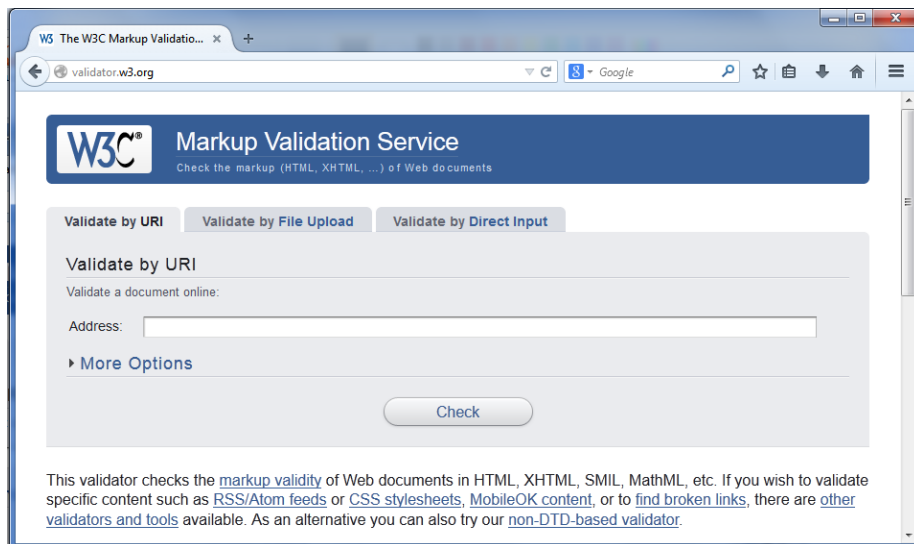 W3 The W3C Markup Validatio...
validator.w3.org
8 Google
W3C® Markup Validation Service
Check the markup (HTML, XHTML, ...) of Web documents
Validate by URI Validate by File Upload Validate by Direct Input
Validate by URI
Validate a document online:
Address:
More Options
Check
This validator checks the markup validity of Web documents in HTML, XHTML, SMIL, MathML, etc. If you wish to validate
specific content such as RSS/Atom feeds or CSS stylesheets, MobileOK content, or to find broken links, there are other
validators and tools available. As an alternative you can also try our non-DTD-based validator.